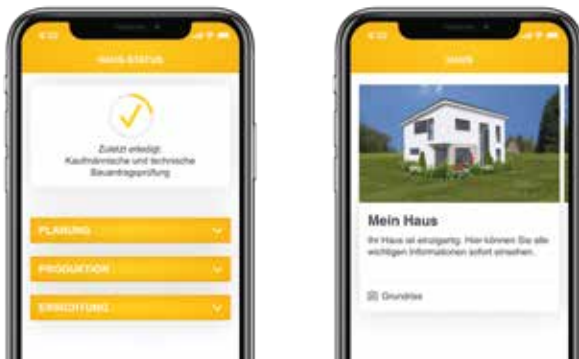 HAUS-STATUS
Zuletzt erledigt:
Kaufmännische und technische
Bauantragsprüfung
PLANUNG
PRODUKTION
ERRICHTUNG
HAUS
Mein Haus
Ihr Haus ist einzigartig. Hier können Sie alle
wichtigen Informationen sofort einsehen.
Grundriss